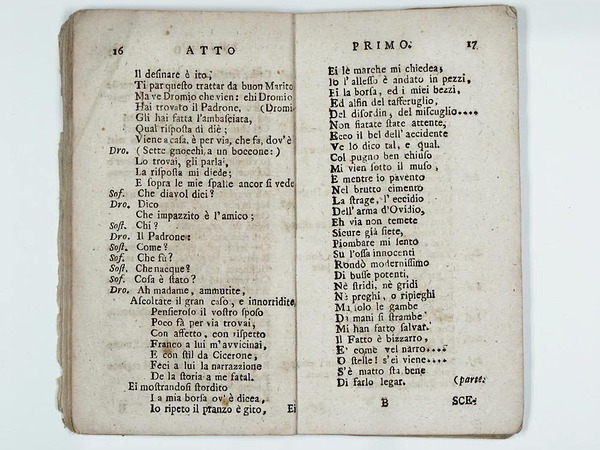 16 ATTO
Il desinare è ito;
Ti par questo trattar da buon Marito
Ma ve Dromio che vien: chi Dromio
Hai trovato il Padrone, (Dromi
Gli hai fatta l'ambasciata,
Qual risposta di diè;
Viene a casa, è per via, che fa, dov'è
Dro. (Sette gnocchi a un boccone:)
Lo trovai, gli parlai,
La risposta mi diede;
E sopra le mie spalle ancor si vede
Sof. Che diavol dici?
Dro. Dico
Che impazzito è l'amico;
Sost. Chi?
Dro. Il Padrone:
Sost. Come?
Sof. Che fu?
Sost. Che nacque?
Sof. Cosa è stato?
Dro. Ah madame, ammutite,
Ascoltate il gran caso, e innorridite
Pensieroso il vostro sposo
Poco fà per via trovai,
Con affetto, con rispetto
Franco a lui m'avvicinai,
E con stil da Cicerone,
Feci a lui la narrazione
De la storia a me fatal.
Ei mostrandosi stordito
La mia borsa ov'è dicea,
Io ripeto il pranzo è gito, Ei
PRIMO. 17
Ei le marche mi chiedea,
Io l'allesso è andato in pezzi,
Ei la borsa, ed i miei bezzi,
Ed alfin del tafferuglio,
Del disordin, del miscuglio....
Non fiatate state attente,
Ecco il bel dell'accidente
Ve lo dico tal, e qual.
Col pugno ben chiuso
Mi vien sotto il muso,
E mentre io pavento
Nel brutto cimento
La strage, l'eccidio
Dell'arma d'Ovidio,
Eh via non temete
Sicure già siete,
Piombare mi sento
Su l'ossa innocenti
Rondò modernissimo
Di busse potenti,
Nè stridi, nè gridi
Nè preghi, o ripieghi
Ma solo le gambe
Da mani sì strambe
Mi han fatto salvar.
Il Fatto è bizzarro,
E' come vel narro....
O stelle! s'ei viene....
S'è matto sta bene
Di farlo legar. (parte.
B SCE-